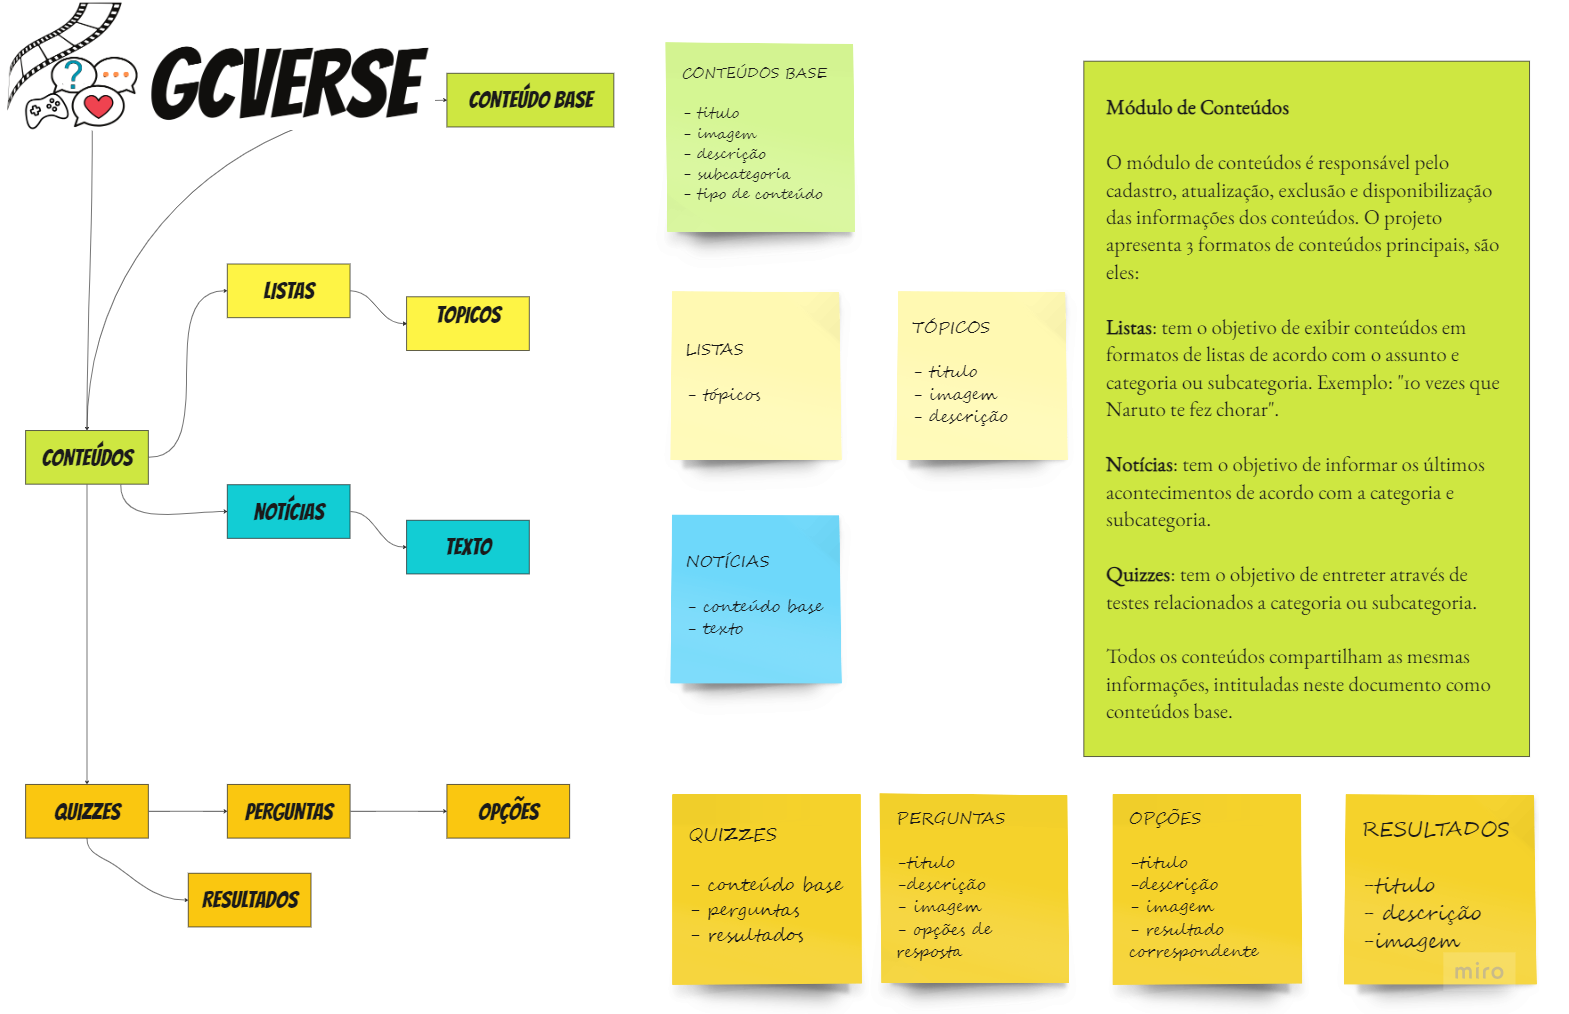 ?
GCVERSE
CONTEÚDO BASE
LISTAS
TOPICOS
CONTEÚDOS
NOTÍCIAS
TEXTO
QUIZZES
PERGUNTAS
OPÇÕES
RESULTADOS
CONTEÚDOS BASE
- titulo
- imagem
- descrição
- subcategoria
- tipo de conteúdo
LISTAS
- tópicos
TÓPICOS
- titulo
- imagem
- descrição
NOTÍCIAS
- conteúdo base
- texto
Módulo de Conteúdos
O módulo de conteúdos é responsável pelo
cadastro, atualização, exclusão e disponibilização
das informações dos conteúdos. O projeto
apresenta 3 formatos de conteúdos principais, são
eles:
Listas: tem o objetivo de exibir conteúdos em
formatos de listas de acordo com o assunto e
categoria ou subcategoria. Exemplo: "10 vezes que
Naruto te fez chorar".
Notícias: tem o objetivo de informar os últimos
acontecimentos de acordo com a categoria e
subcategoria.
Quizzes: tem o objetivo de entreter através de
testes relacionados a categoria ou subcategoria.
Todos os conteúdos compartilham as mesmas
informações, intituladas neste documento como
conteúdos base.
QUIZZES
- conteúdo base
- perguntas
- resultados
PERGUNTAS
-titulo
-descrição
- imagem
- opções de
resposta
OPÇÕES
-titulo
-descrição
- imagem
- resultado
correspondente
RESULTADOS
-titulo
- descrição
-imagem
miro